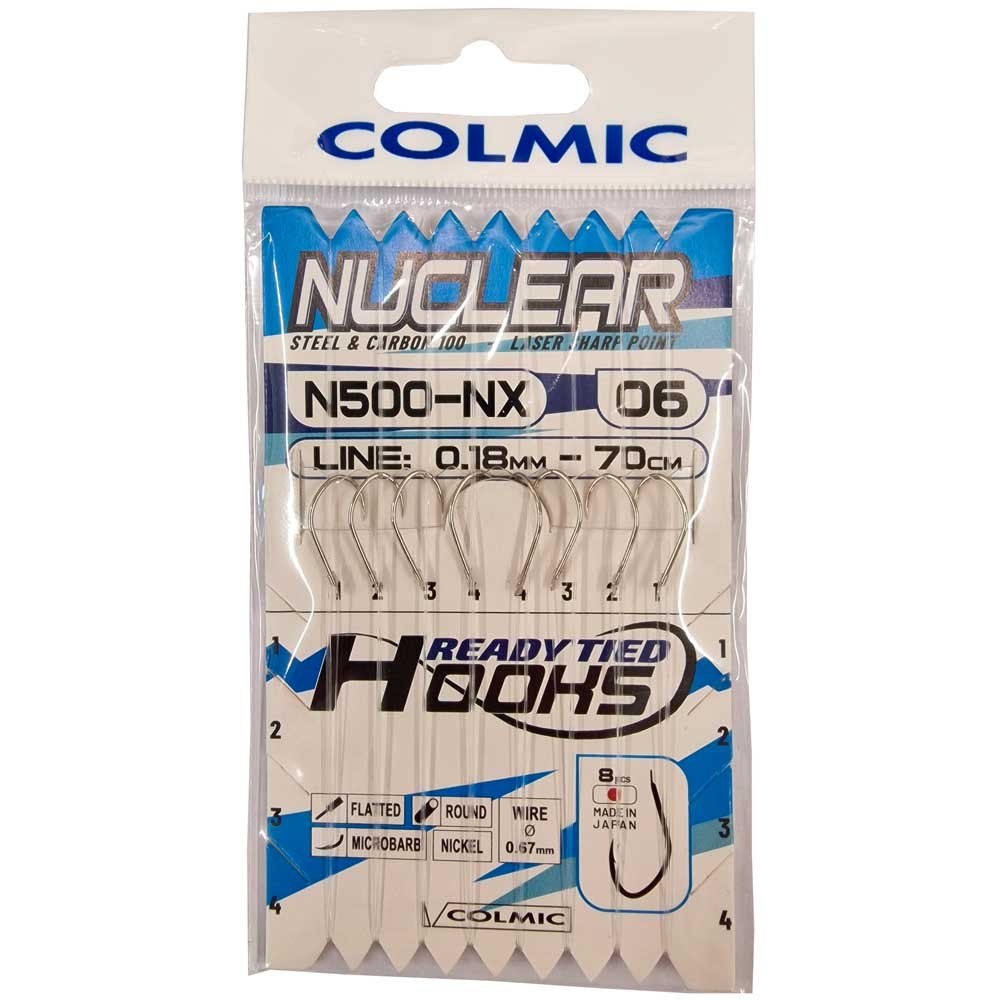 COLMIC
NUCLEAR
STEEL & CARBON 100 - LASER SHARP POINT
N500-NX 06
LINE: 0.18MM - 70CM
1 2 3 4 4 3 2 1
READY TIED
HOOKS
1 1
2 2
3 3
4 4
8 PCS
MADE IN
JAPAN
FLATTED ROUND WIRE
Ø
MICROBARB NICKEL 0.67mm
COLMIC